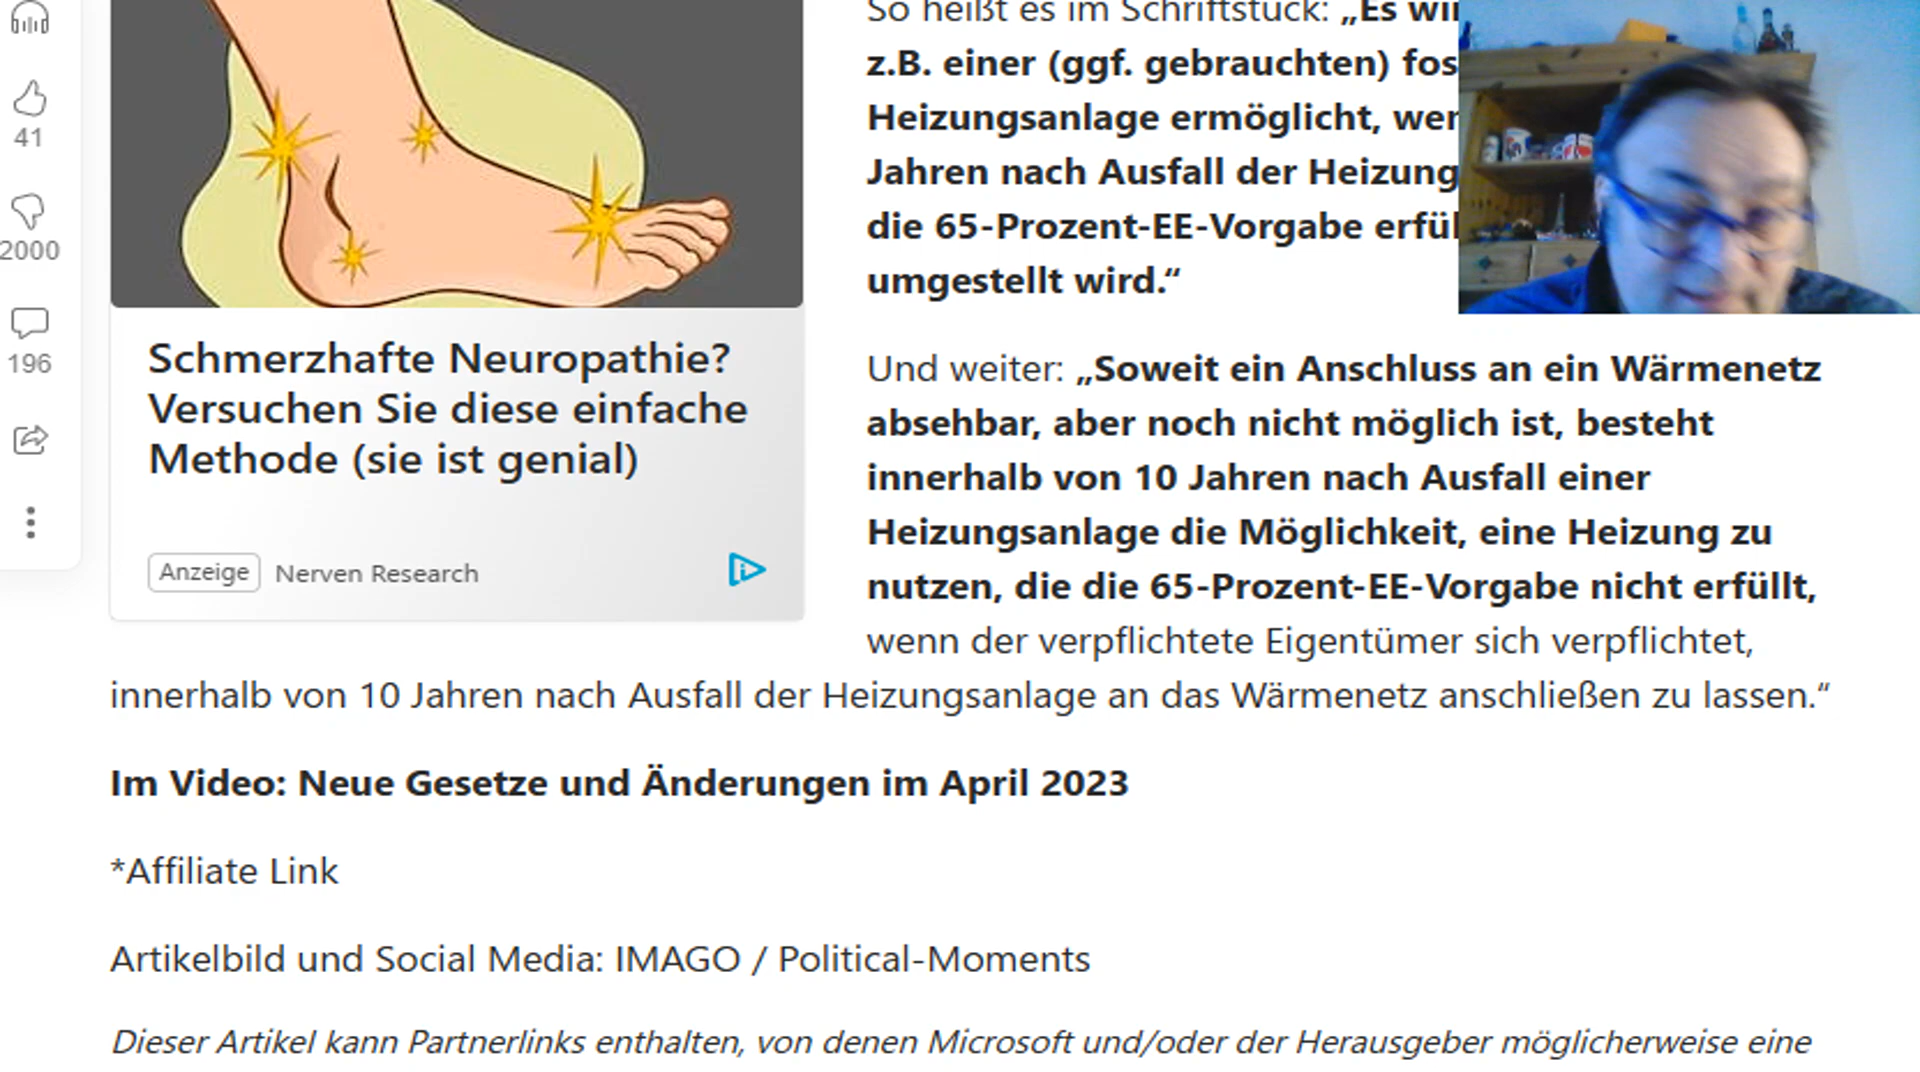 41
2000
196
Schmerzhafte Neuropathie?
Versuchen Sie diese einfache
Methode (sie ist genial)
Anzeige Nerven Research
So heißt es im Schriftstück: „Es
z.B. einer (ggf. gebrauchten)
Heizungsanlage ermöglicht,
Jahren nach Ausfall der
die 65-Prozent-EE-Vorgabe
umgestellt wird.“
Und weiter: „Soweit ein Anschluss an ein Wärmenetz
absehbar, aber noch nicht möglich ist, besteht
innerhalb von 10 Jahren nach Ausfall einer
Heizungsanlage die Möglichkeit, eine Heizung zu
nutzen, die die 65-Prozent-EE-Vorgabe nicht erfüllt,
wenn der verpflichtete Eigentümer sich verpflichtet,
innerhalb von 10 Jahren nach Ausfall der Heizungsanlage an das Wärmenetz anschließen zu lassen.“
Im Video: Neue Gesetze und Änderungen im April 2023
*Affiliate Link
Artikelbild und Social Media: IMAGO / Political-Moments
Dieser Artikel kann Partnerlinks enthalten, von denen Microsoft und/oder der Herausgeber möglicherweise eine